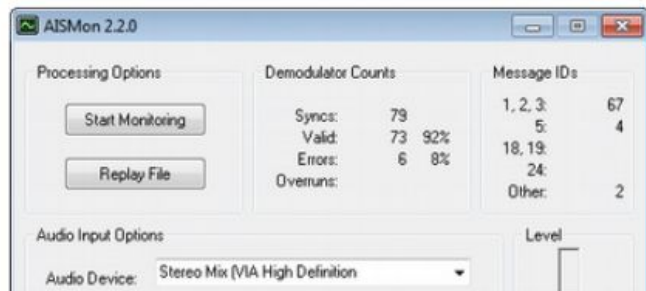 AISMon 2.2.0
Processing Options
Start Monitoring
Replay File
Demodulator Counts
Syncs: 79
Valid: 73 92%
Errors: 6 8%
Overruns:
Message IDs
1, 2, 3: 67
5: 4
18, 19:
24:
Other: 2
Audio Input Options
Audio Device: Stereo Mix (VIA High Definition
Level